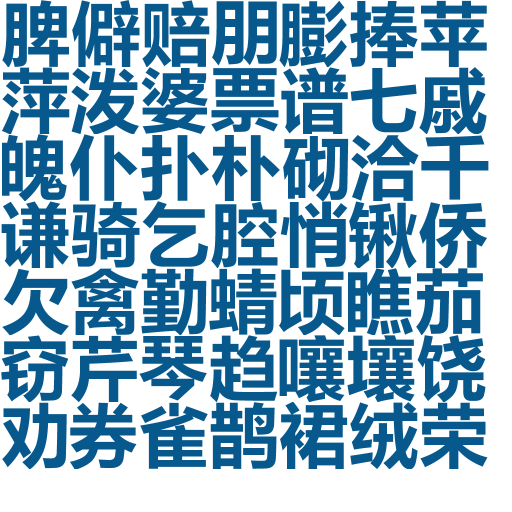 脾僻赔朋膨捧苹
萍泼婆票谱七戚
魄仆扑朴砌洽千
谦骑乞腔悄锹侨
欠禽勤蜻顷瞧茄
窃芹琴趋嚷壤饶
劝券雀鹊裙绒荣